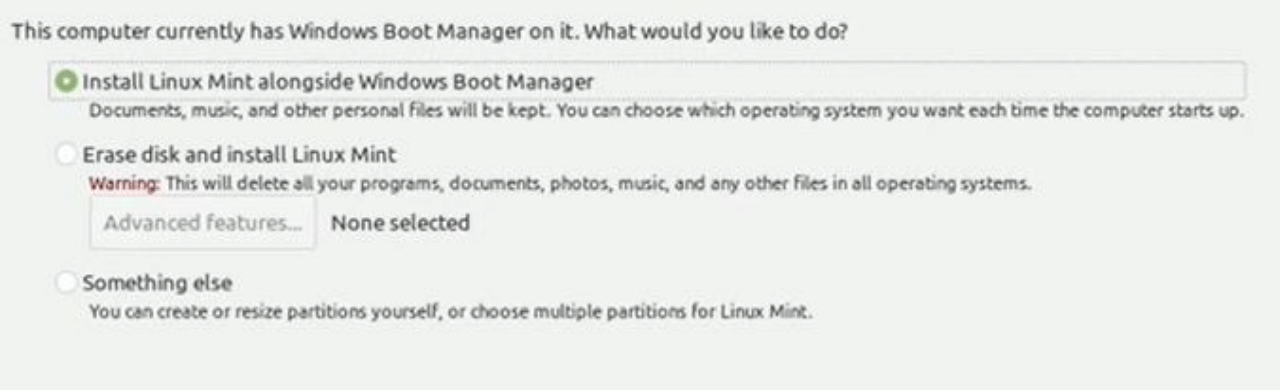 This computer currently has Windows Boot Manager on it. What would you like to do?
Install Linux Mint alongside Windows Boot Manager
Documents, music, and other personal files will be kept. You can choose which operating system you want each time the computer starts up.
Erase disk and install Linux Mint
Warning: This will delete all your programs, documents, photos, music, and any other files in all operating systems.
Advanced features... None selected
Something else
You can create or resize partitions yourself, or choose multiple partitions for Linux Mint.